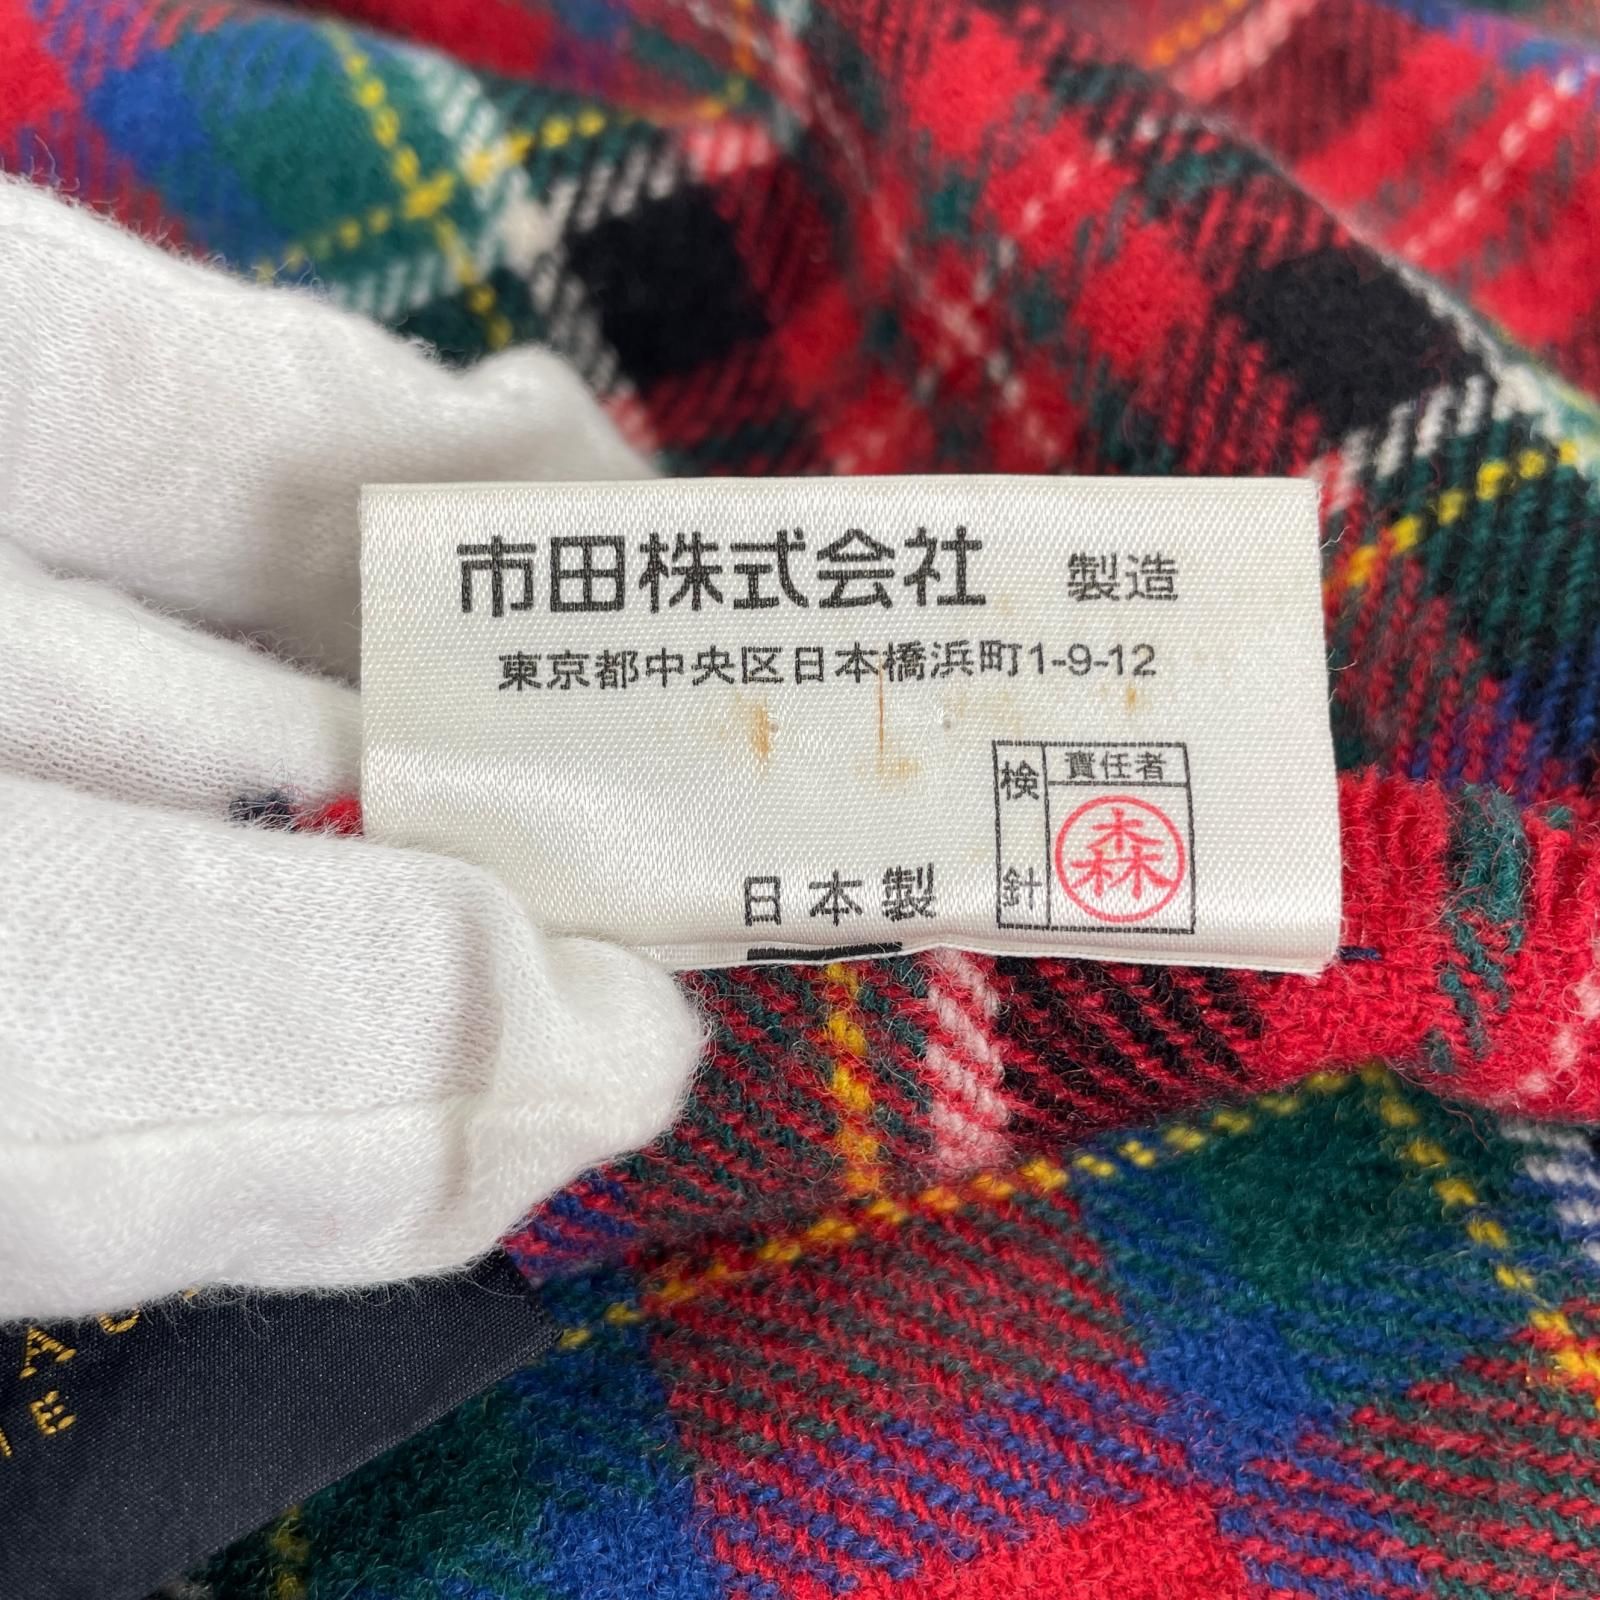 市田株式会社 製造
東京都中央区日本橋浜町1-9-12
検針
責任者
森
日本製